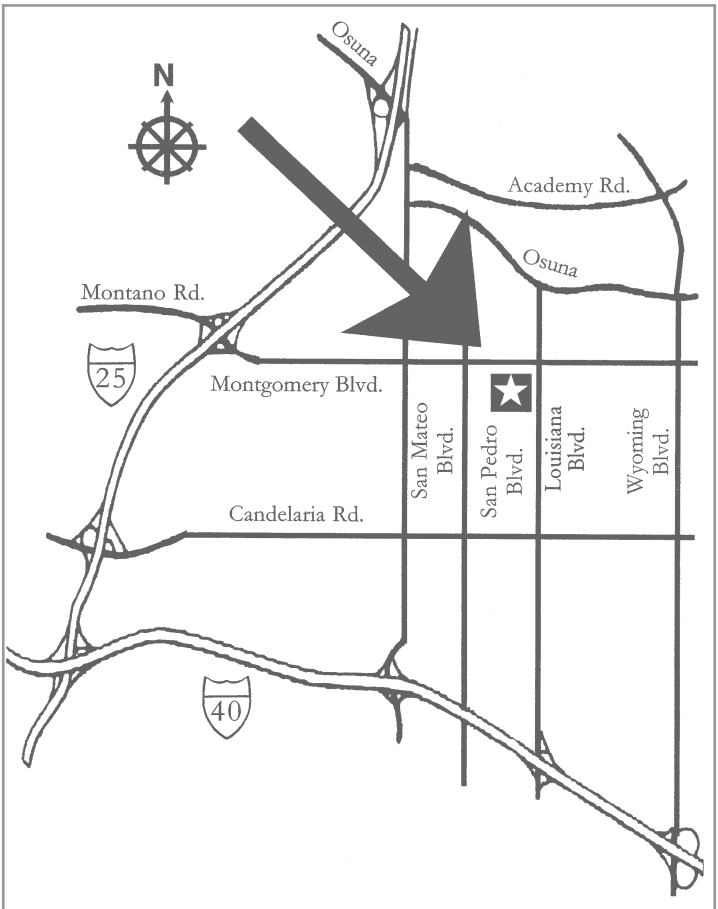 Osuna
N
Academy Rd.
Osuna
Montano Rd.
25
Montgomery Blvd.
San Mateo
Blvd.
San Pedro
Blvd.
Louisiana
Blvd.
Wyoming
Blvd.
Candelaria Rd.
40